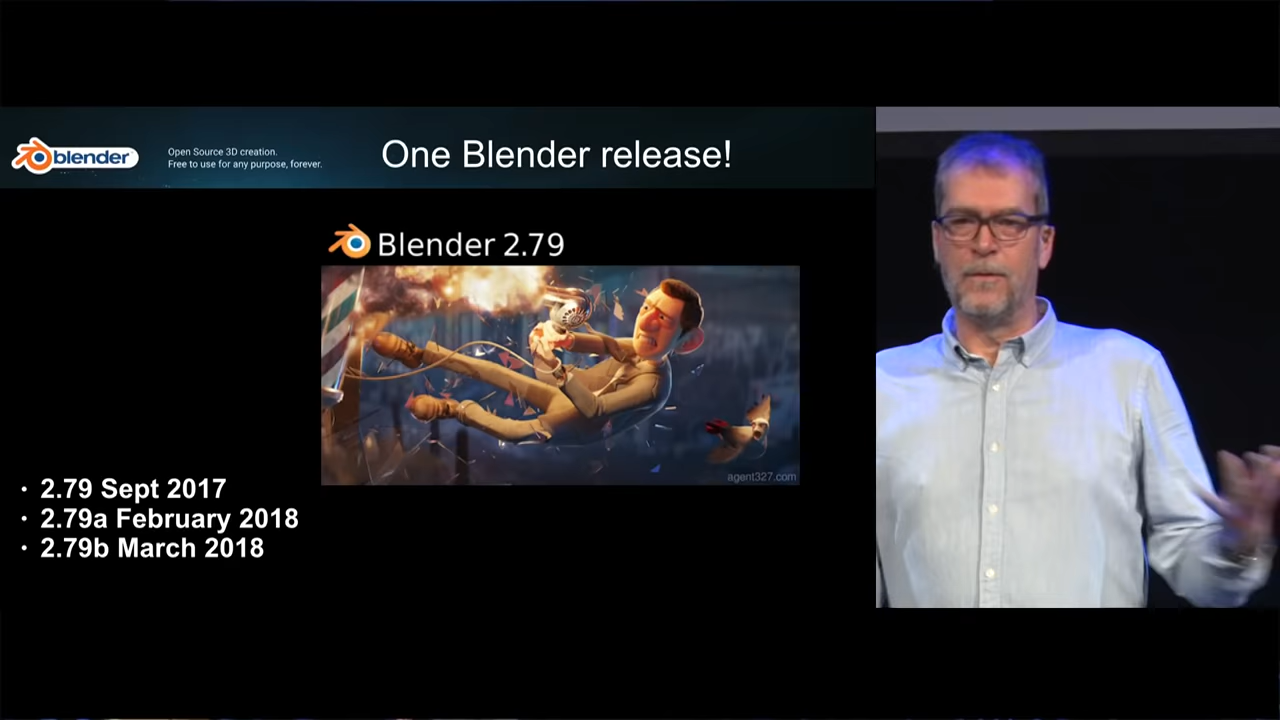 blender
Open Source 3D creation.
Free to use for any purpose, forever.
One Blender release!
Blender 2.79
agent327.com
· 2.79 Sept 2017
· 2.79a February 2018
· 2.79b March 2018